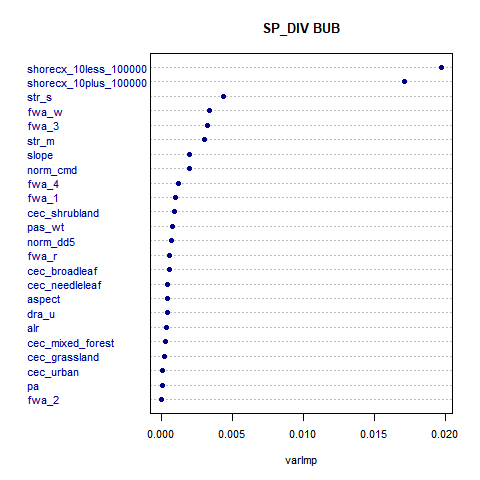 SP_DIV BUB
shorecx_10less_100000
shorecx_10plus_100000
str_s
fwa_w
fwa_3
str_m
slope
norm_cmd
fwa_4
fwa_1
cec_shrubland
pas_wt
norm_dd5
fwa_r
cec_broadleaf
cec_needleleaf
aspect
dra_u
alr
cec_mixed_forest
cec_grassland
cec_urban
pa
fwa_2
0.000 0.005 0.010 0.015 0.020
varImp